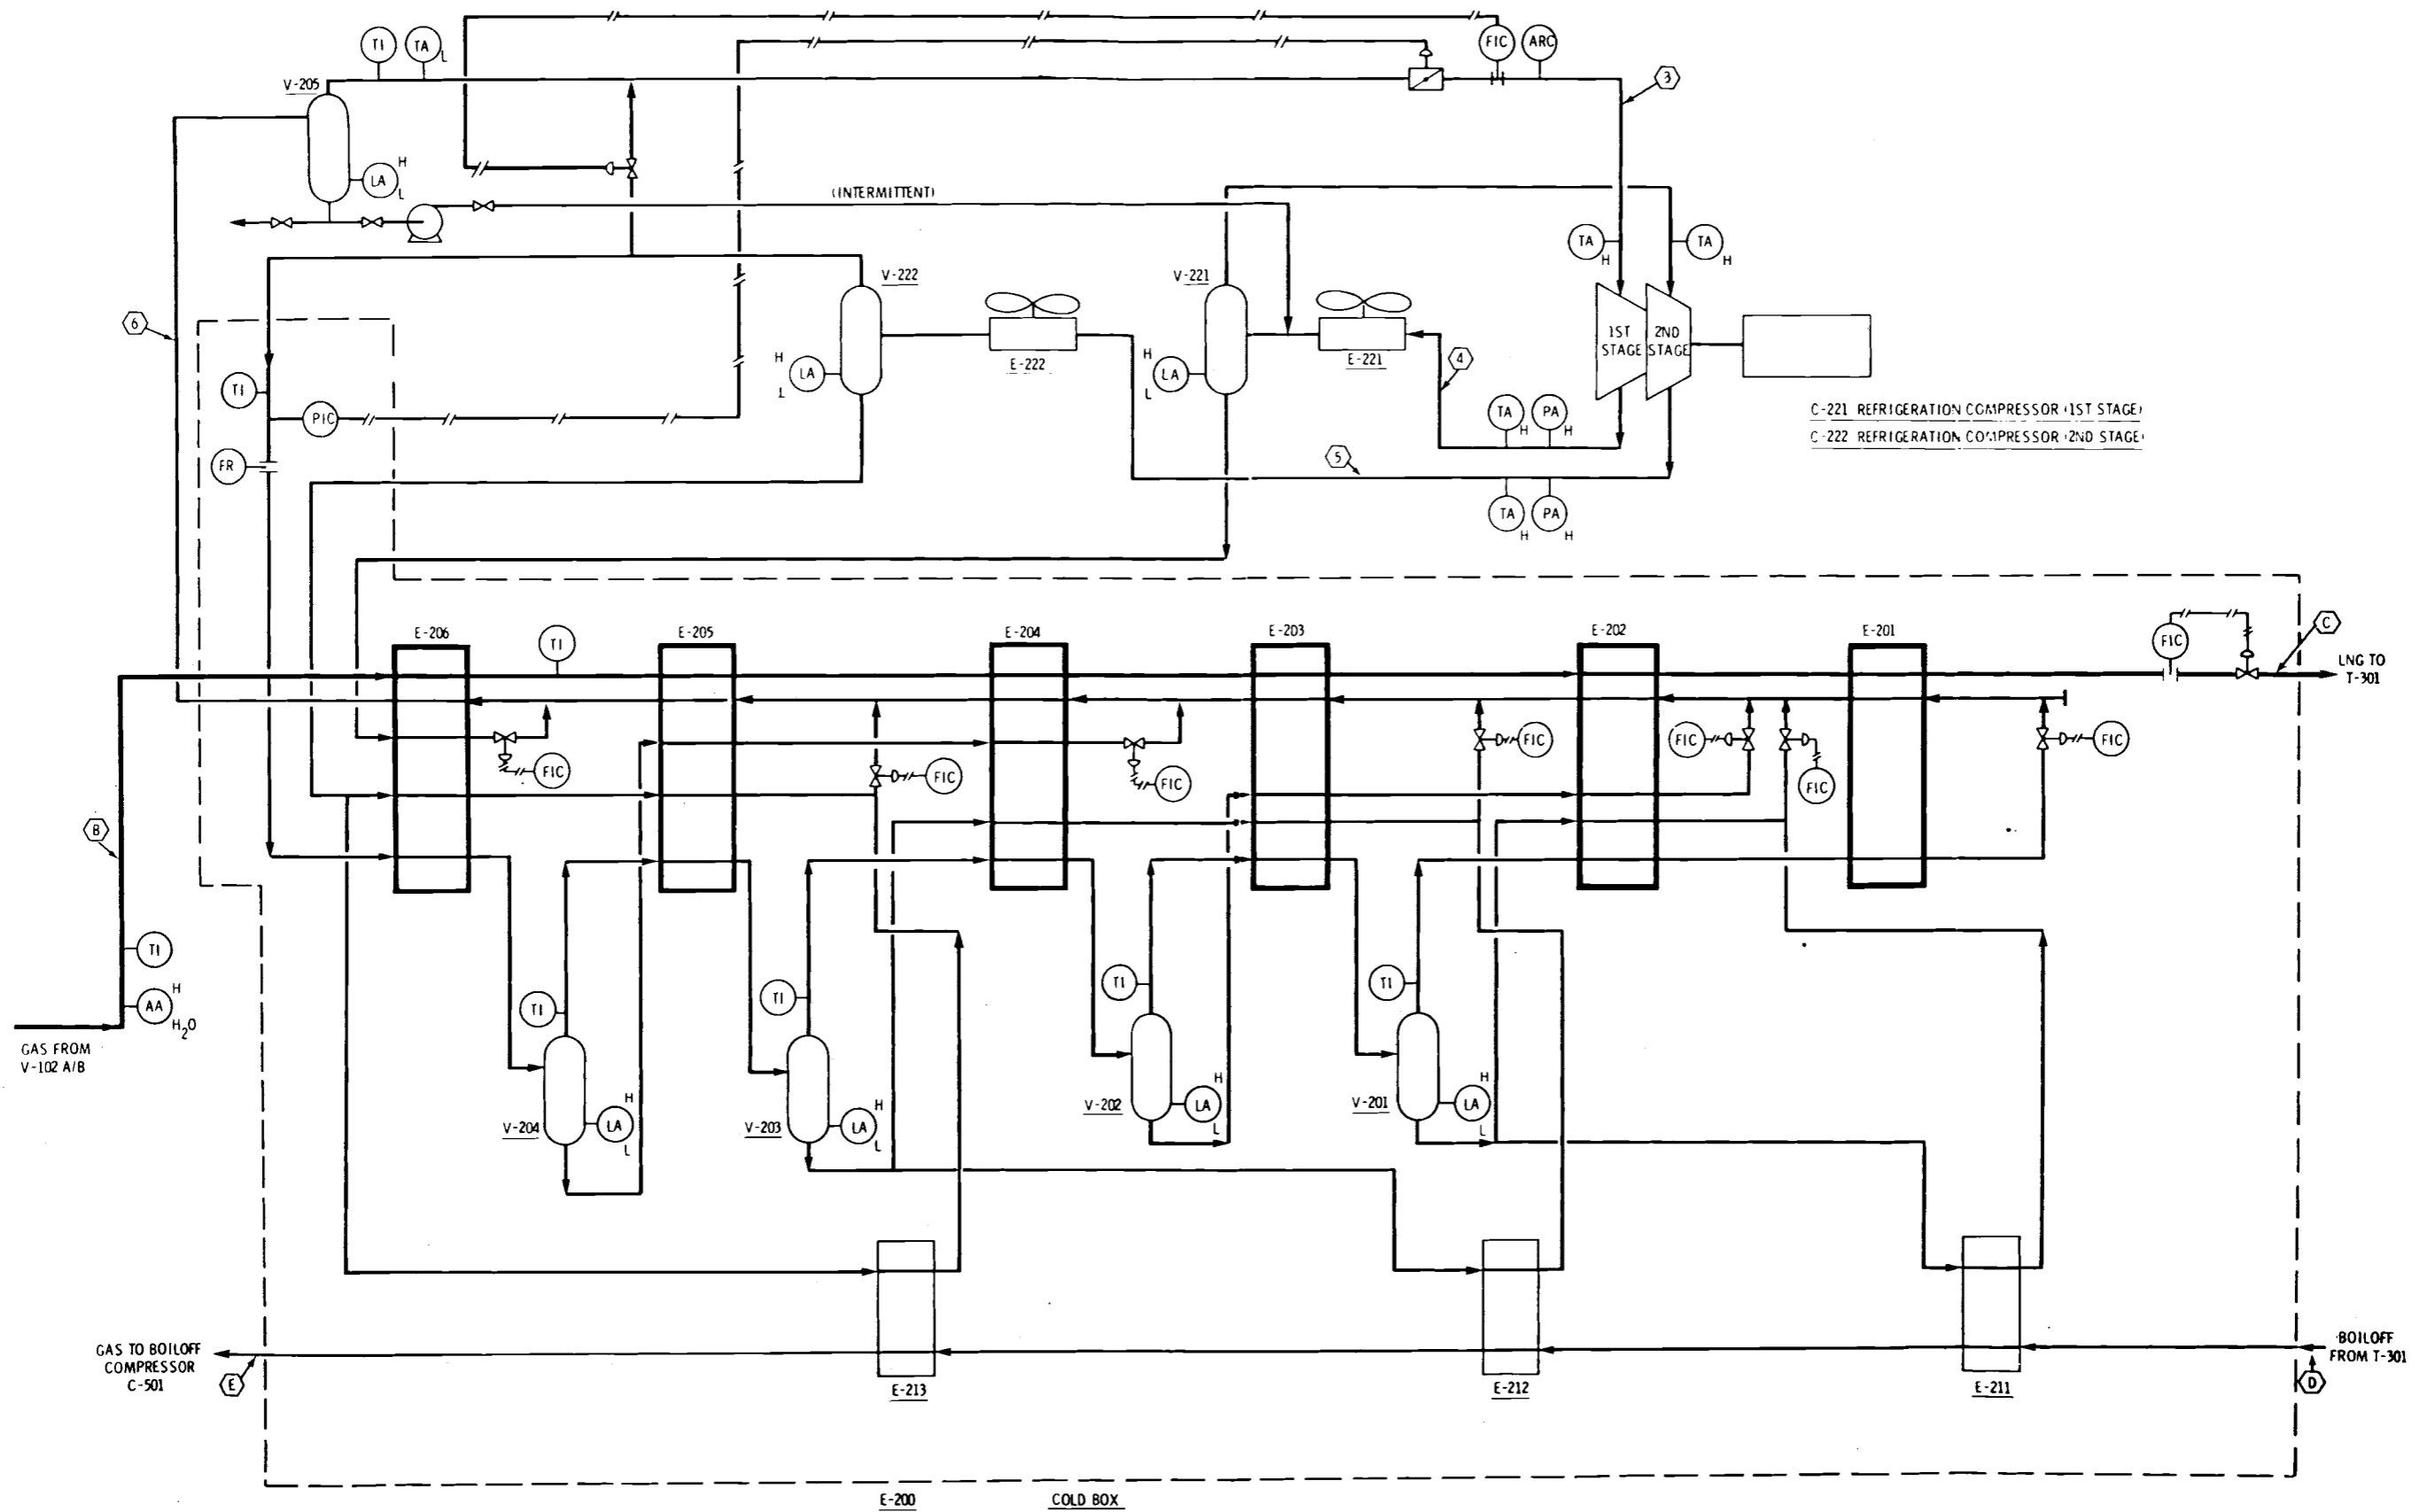 FIC
ARC
TI
TA
L
3
V-205
H
LA
L
(INTERMITTENT)
TA
H
TA
H
V-222
V-221
6
1ST
STAGE
2ND
STAGE
H
LA
L
E-222
H
LA
L
E-221
4
TI
PIC
TA
H
PA
H
C-221 REFRIGERATION COMPRESSOR (1ST STAGE)
C-222 REFRIGERATION COMPRESSOR (2ND STAGE)
FR
5
TA
H
PA
H
E-206
TI
E-205
E-204
E-203
E-202
E-201
FIC
C
LNG TO
T-301
FIC
FIC
FIC
FIC
FIC
FIC
FIC
B
TI
AA
H
H2O
GAS FROM
V-102 A/B
TI
TI
TI
TI
V-204
H
LA
L
V-203
H
LA
L
V-202
H
LA
L
V-201
H
LA
L
GAS TO BOILOFF
COMPRESSOR
C-501
E
E-213
E-212
E-211
BOILOFF
FROM T-301
D
E-200
COLD BOX